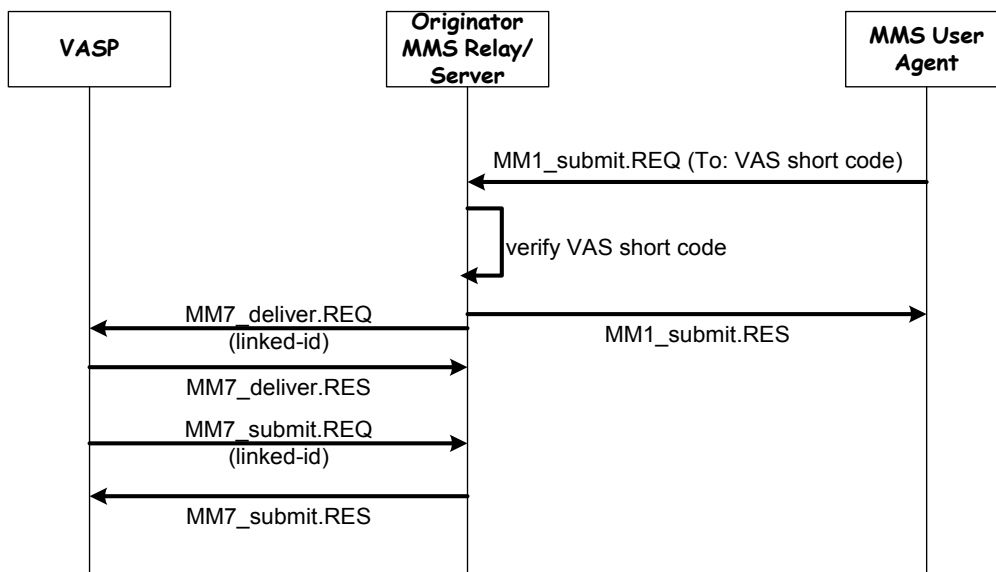 VASP
Originator
MMS Relay/
Server
MMS User
Agent
MM1_submit.REQ (To: VAS short code)
verify VAS short code
MM7_deliver.REQ
(linked-id)
MM1_submit.RES
MM7_deliver.RES
MM7_submit.REQ
(linked-id)
MM7_submit.RES